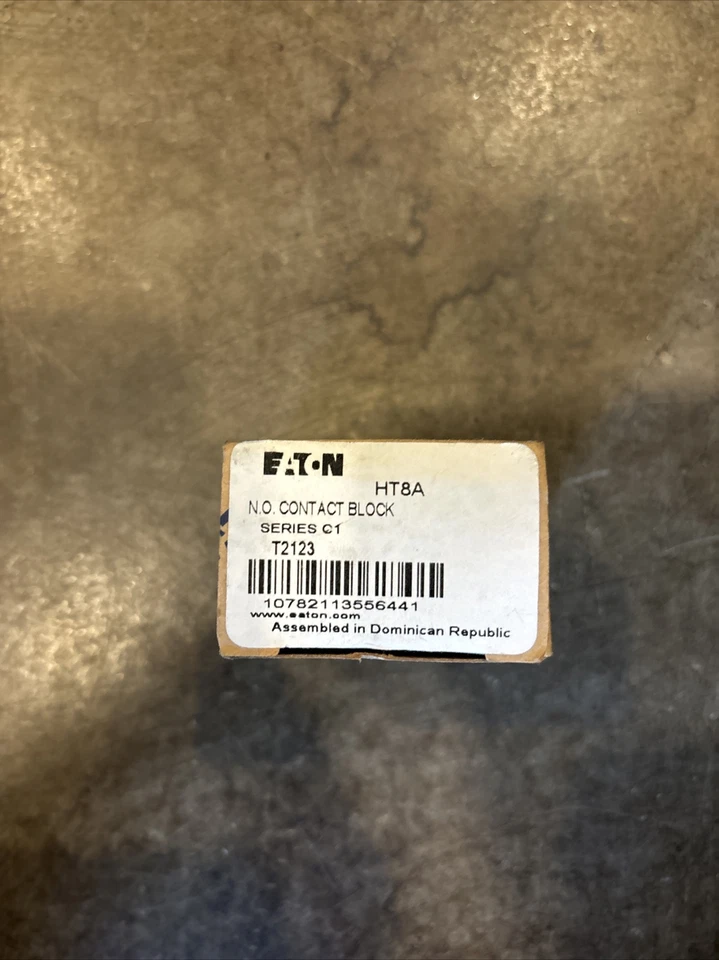 EATON
HT8A
N.O. CONTACT BLOCK
SERIES C1
T2123
10782113556441
www.eaton.com
Assembled in Dominican Republic